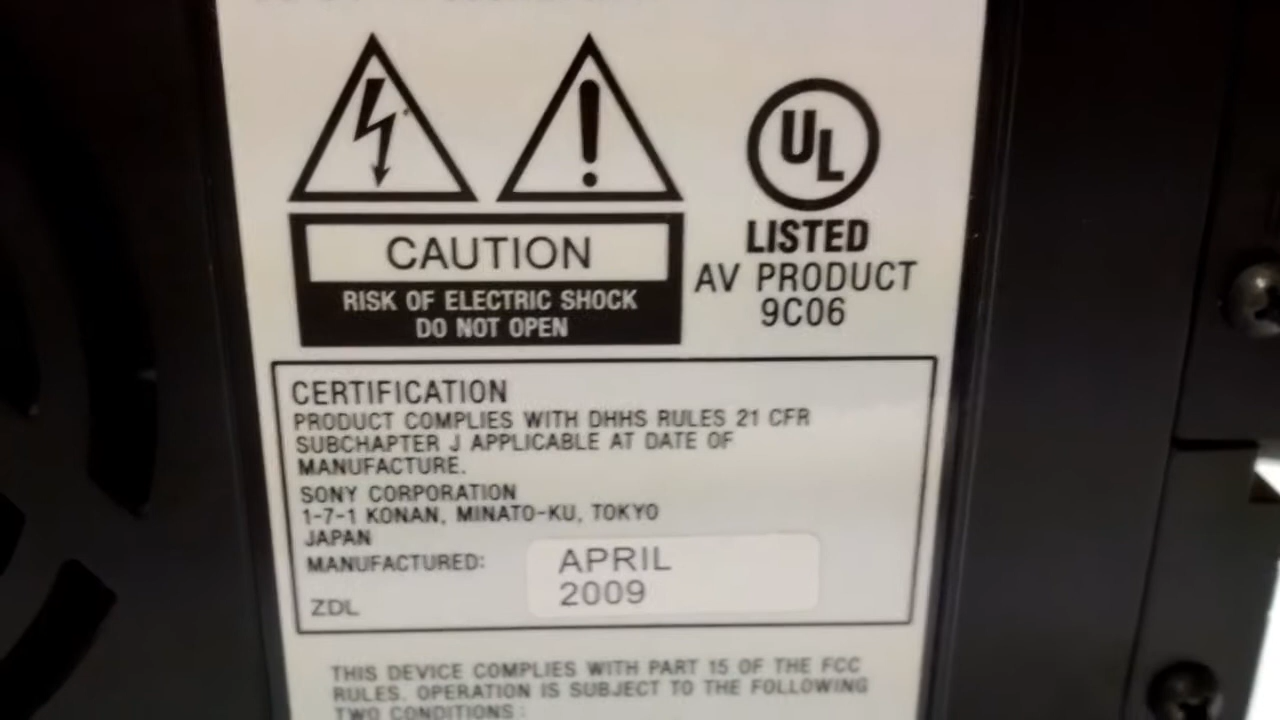 UL
LISTED
AV PRODUCT
9C06
CAUTION
RISK OF ELECTRIC SHOCK
DO NOT OPEN
CERTIFICATION
PRODUCT COMPLIES WITH DHHS RULES 21 CFR
SUBCHAPTER J APPLICABLE AT DATE OF
MANUFACTURE.
SONY CORPORATION
1-7-1 KONAN, MINATO-KU, TOKYO
JAPAN
MANUFACTURED:
APRIL
2009
ZDL
THIS DEVICE COMPLIES WITH PART 15 OF THE FCC
RULES. OPERATION IS SUBJECT TO THE FOLLOWING
TWO CONDITIONS: